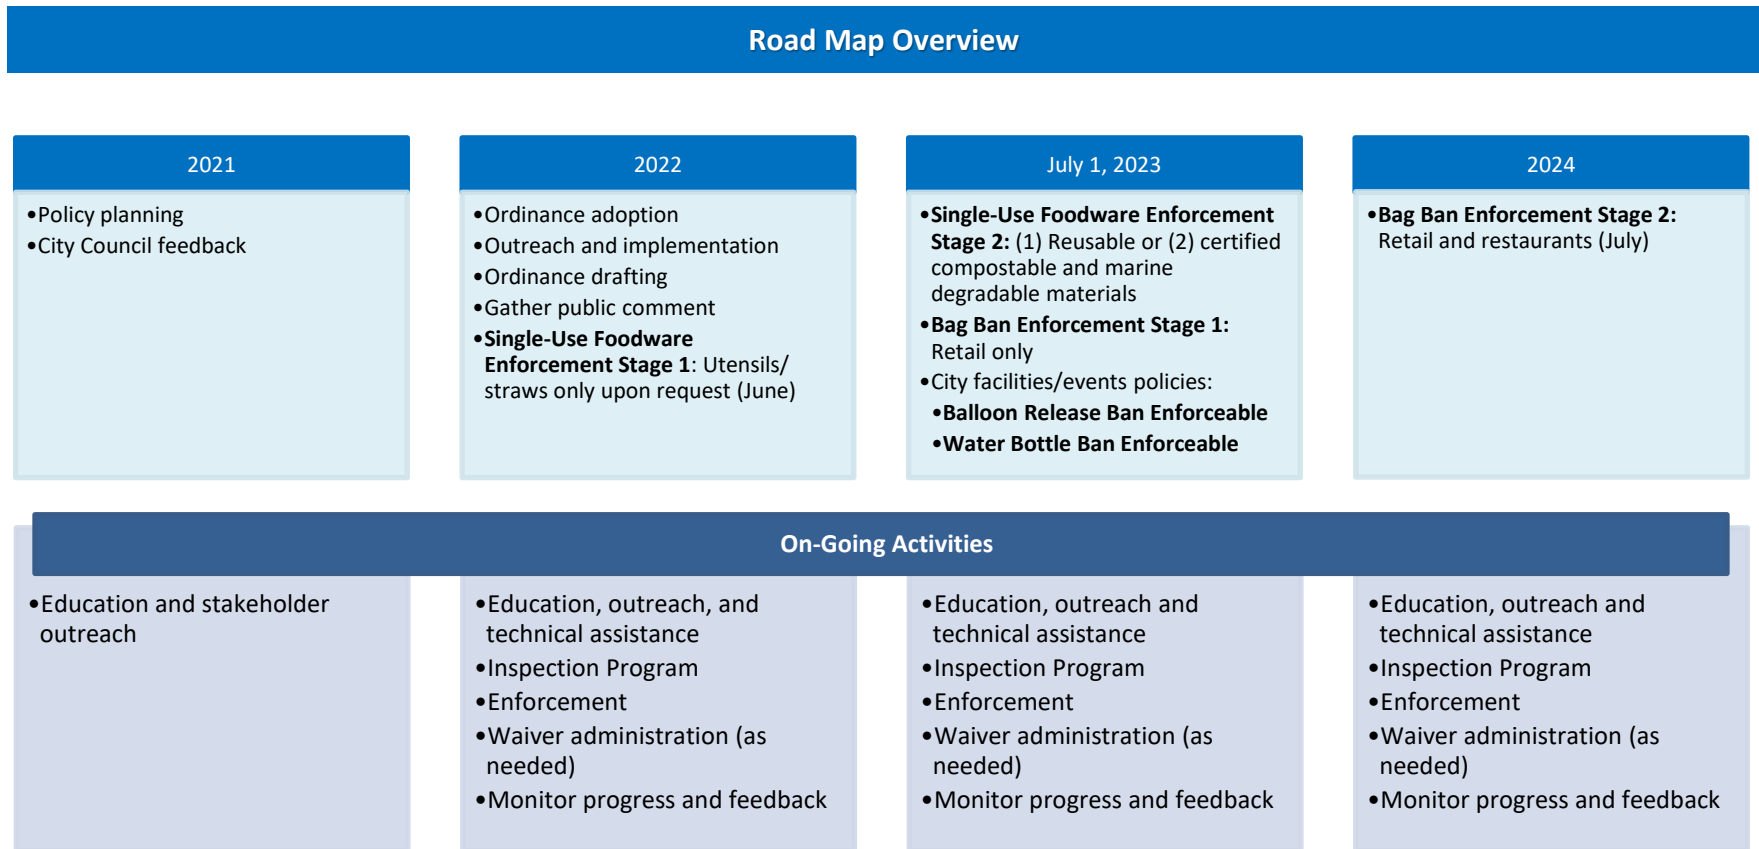 Road Map Overview
2021
•Policy planning
•City Council feedback
2022
•Ordinance adoption
•Outreach and implementation
•Ordinance drafting
•Gather public comment
•Single-Use Foodware
Enforcement Stage 1: Utensils/
straws only upon request (June)
July 1, 2023
•Single-Use Foodware Enforcement
Stage 2: (1) Reusable or (2) certified
compostable and marine
degradable materials
•Bag Ban Enforcement Stage 1:
Retail only
•City facilities/events policies:
•Balloon Release Ban Enforceable
•Water Bottle Ban Enforceable
2024
•Bag Ban Enforcement Stage 2:
Retail and restaurants (July)
On-Going Activities
•Education and stakeholder
outreach
•Education, outreach, and
technical assistance
•Inspection Program
•Enforcement
•Waiver administration (as
needed)
•Monitor progress and feedback
•Education, outreach and
technical assistance
•Inspection Program
•Enforcement
•Waiver administration (as
needed)
•Monitor progress and feedback
•Education, outreach and
technical assistance
•Inspection Program
•Enforcement
•Waiver administration (as
needed)
•Monitor progress and feedback